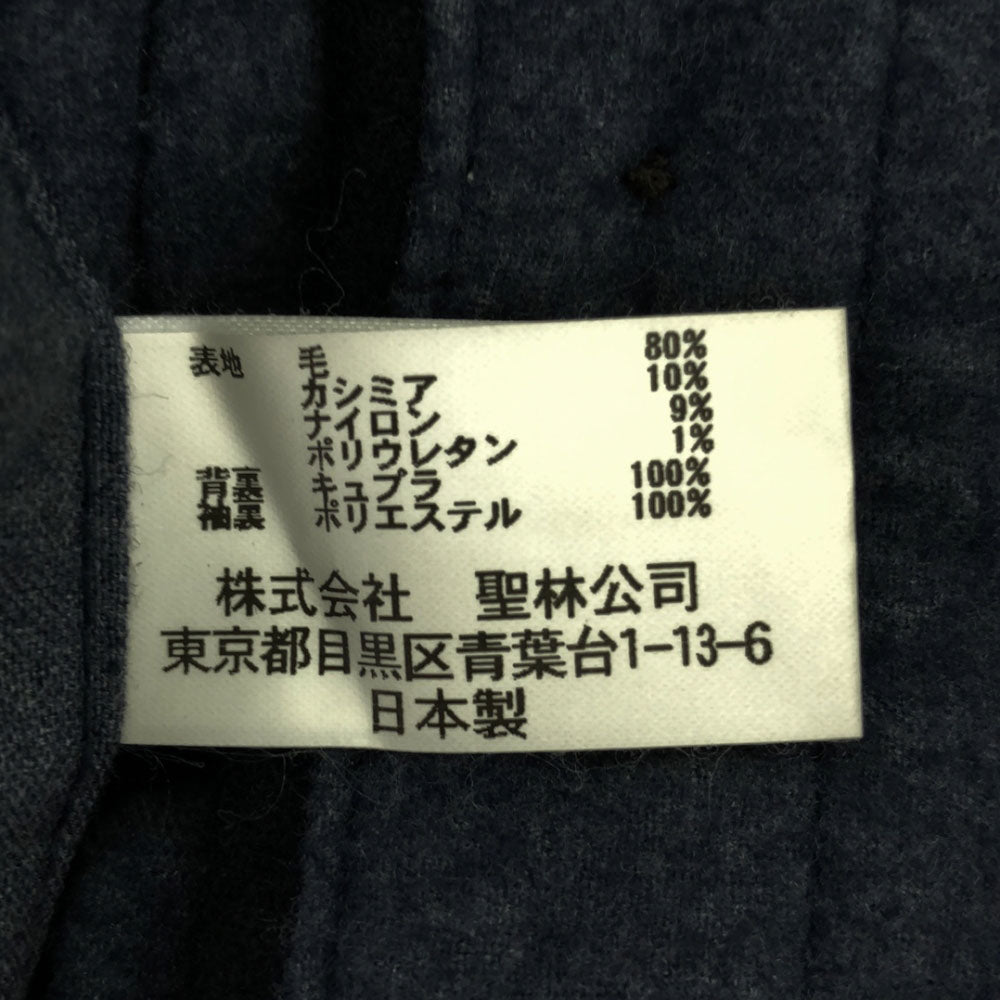 表地 毛 80%
カシミア 10%
ナイロン 9%
ポリウレタン 1%
背裏 キュプラ 100%
袖裏 ポリエステル 100%
株式会社 聖林公司
東京都目黒区青葉台1-13-6
日本製